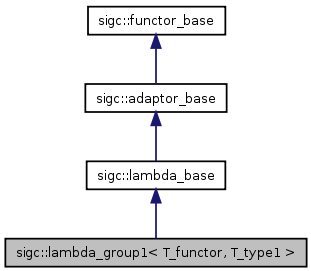 sigc::functor_base
sigc::adaptor_base
sigc::lambda_base
sigc::lambda_group1< T_functor, T_type1 >